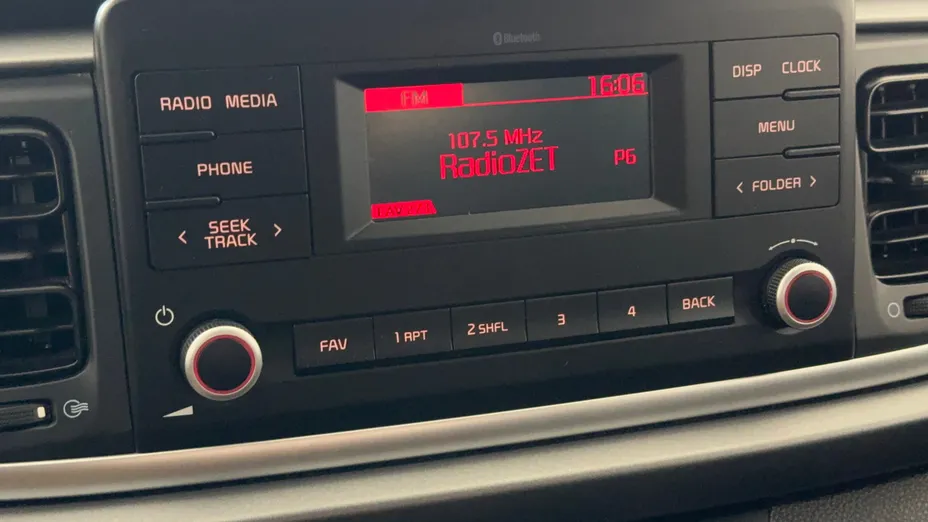 Bluetooth
FM 16:06
107.5 MHz
RadioZET P6
RADIO MEDIA
PHONE
< SEEK >
TRACK
DISP CLOCK
MENU
< FOLDER >
FAV 1 RPT 2 SHFL 3 4 BACK